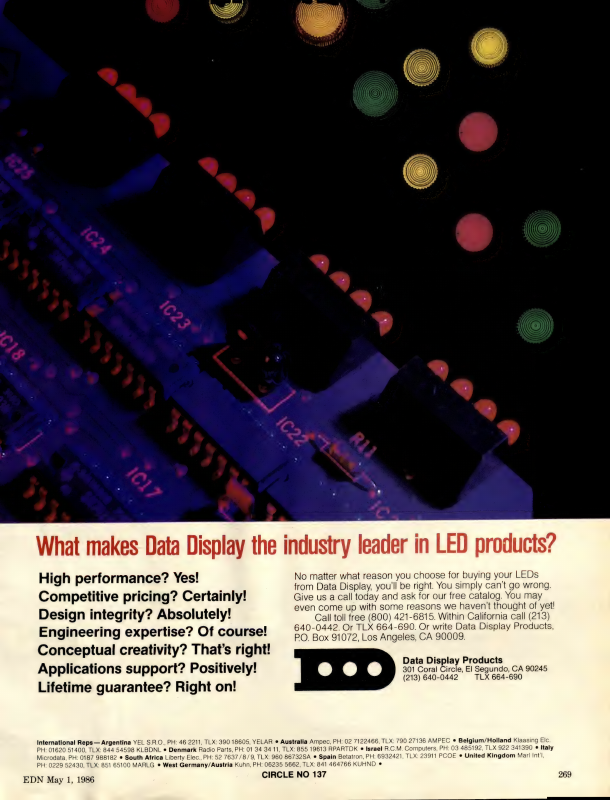 IC25
IC24
IC23
IC22
R11
IC18
IC17
What makes Data Display the industry leader in LED products?
High performance? Yes!
Competitive pricing? Certainly!
Design integrity? Absolutely!
Engineering expertise? Of course!
Conceptual creativity? That's right!
Applications support? Positively!
Lifetime guarantee? Right on!
No matter what reason you choose for buying your LEDs
from Data Display, you'll be right. You simply can't go wrong.
Give us a call today and ask for our free catalog. You may
even come up with some reasons we haven't thought of yet!
Call toll free (800) 421-6815. Within California call (213)
640-0442. Or TLX 664-690. Or write Data Display Products,
P.O. Box 91072, Los Angeles, CA 90009.
Data Display Products
301 Coral Circle, El Segundo, CA 90245
(213) 640-0442 TLX 664-690
International Reps—Argentina YEL S.R.O., PH: 46 2211, TLX: 390 18605, YELAR • Australia Ampec, PH: 02 7122466, TLX: 790 27136 AMPEC • Belgium/Holland Klaasing Elc.
PH: 01620 51400, TLX: 844 54598 KLBDNL • Denmark Radio Parts, PH: 01 34 34 11, TLX: 855 19613 RPARTDK • Israel R.C.M. Computers, PH: 03 485192, TLX 922 341390 • Italy
Microdata, PH: 0187 988182 • South Africa Liberty Elec., PH: 52 7637/8/9, TLX: 960 66732SA • Spain Betatron, PH: 6932421, TLX: 23911 PCOE • United Kingdom Marl Int'l,
PH: 0229 52430, TLX: 851 65100 MARLG • West Germany/Austria Kuhn, PH: 06235 5662, TLX: 841 464766 KUHND •
EDN May 1, 1986
CIRCLE NO 137
269